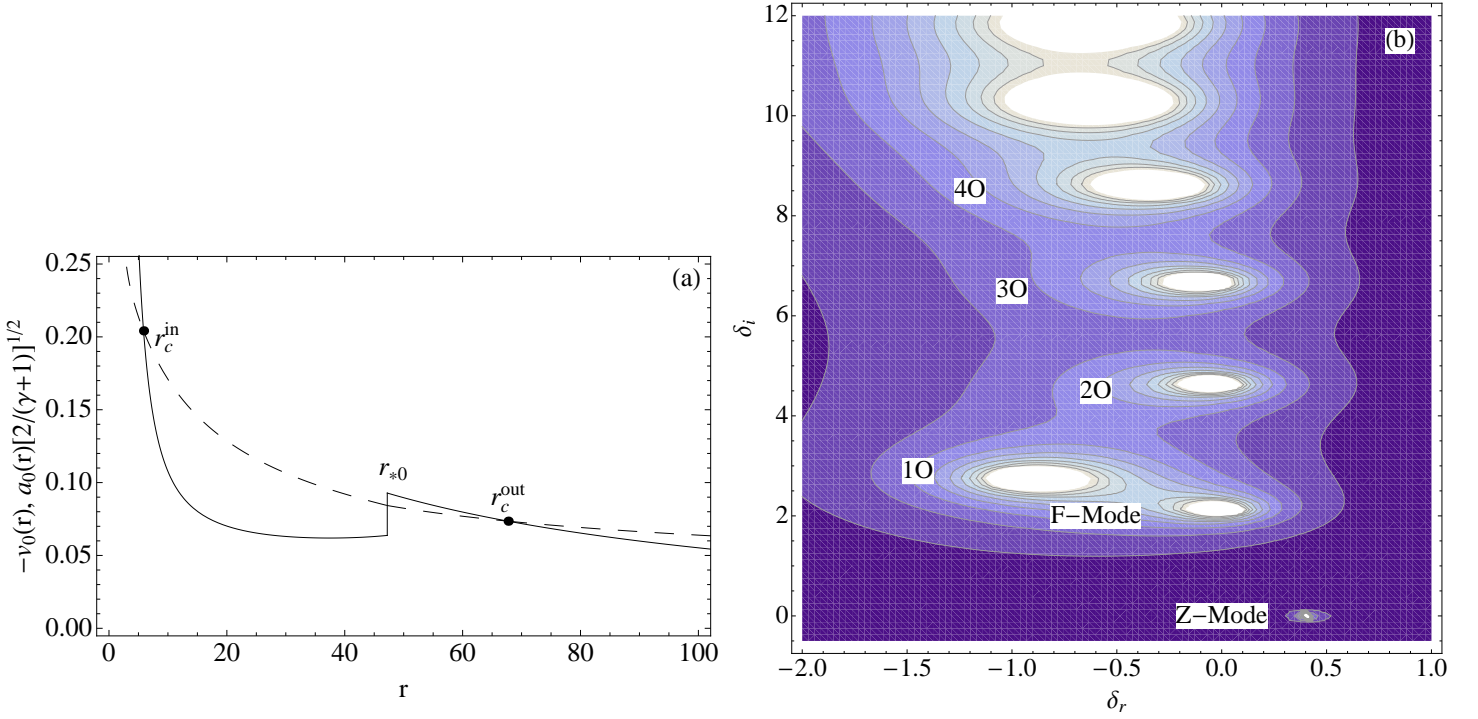 (a)
−v₀(r), a₀(r)[2/(γ+1)]^1/2
0.25
0.20
0.15
0.10
0.05
0.00
r_c^in
r_*0
r_c^out
0 20 40 60 80 100
r
(b)
δ_i
12
10
8
6
4
2
0
4O
3O
2O
1O
F−Mode
Z−Mode
−2.0 −1.5 −1.0 −0.5 0.0 0.5 1.0
δ_r